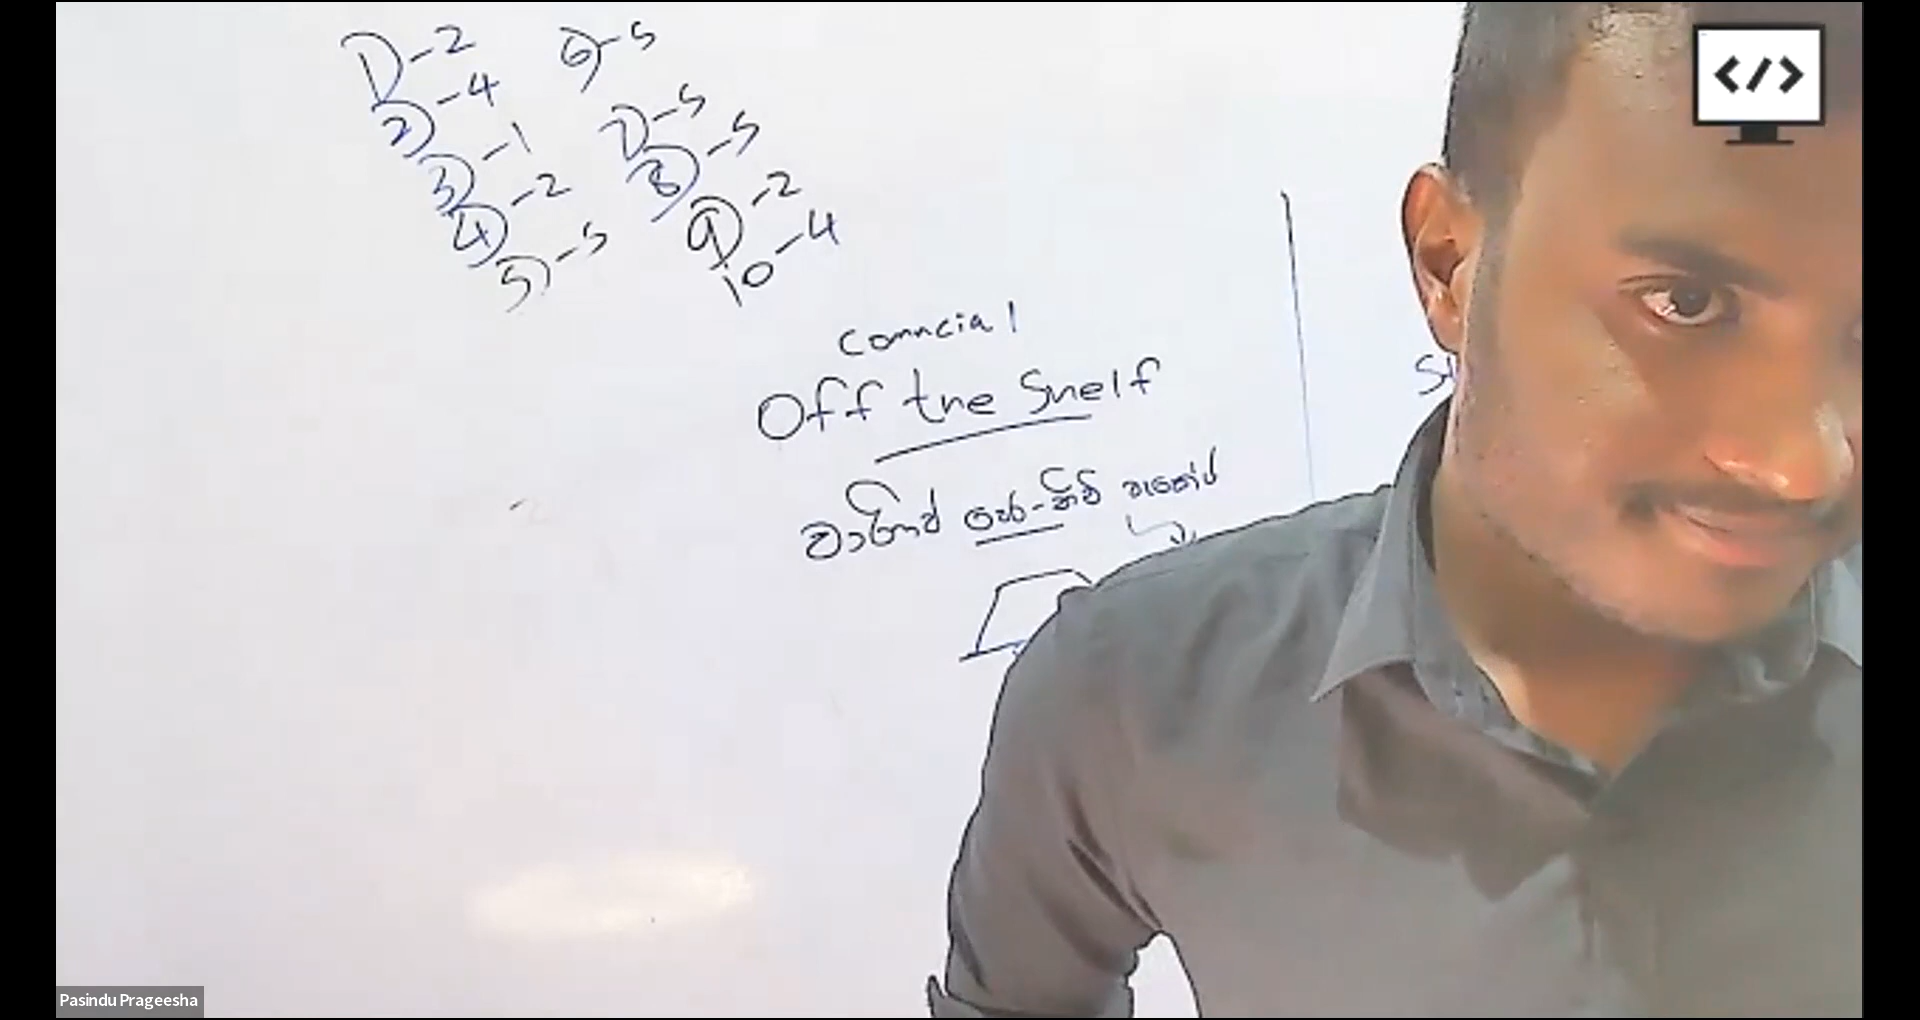 1) - 2
2) - 4
3) - 1
4) - 2
5) - 5
6) - 5
7) - 5
8) - 5
9) - 2
10 - 4
Comncial
Off the Shelf
වාණිජ පෙර-නිමි
St
</>
Pasindu Prageesha